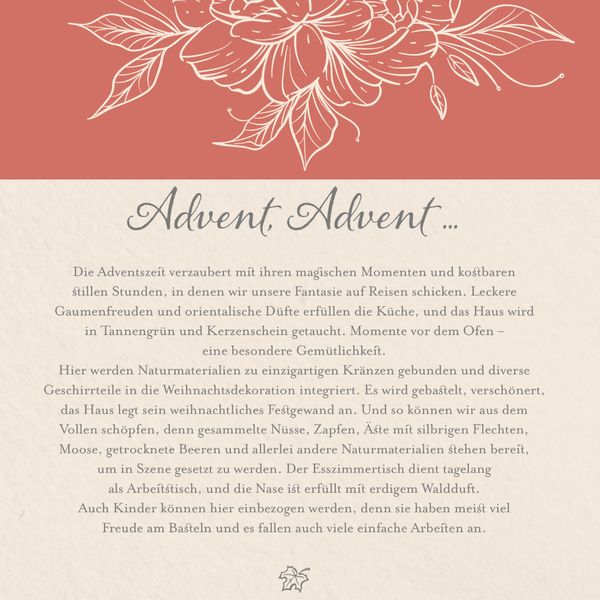 Advent, Advent ...
Die Adventszeit verzaubert mit ihren magischen Momenten und kostbaren
stillen Stunden, in denen wir unsere Fantasie auf Reisen schicken. Leckere
Gaumenfreuden und orientalische Düfte erfüllen die Küche, und das Haus wird
in Tannengrün und Kerzenschein getaucht. Momente vor dem Ofen –
eine besondere Gemütlichkeit.
Hier werden Naturmaterialien zu einzigartigen Kränzen gebunden und diverse
Geschirrteile in die Weihnachtsdekoration integriert. Es wird gebastelt, verschönert,
das Haus legt sein weihnachtliches Festgewand an. Und so können wir aus dem
Vollen schöpfen, denn gesammelte Nüsse, Zapfen, Äste mit silbrigen Flechten,
Moose, getrocknete Beeren und allerlei andere Naturmaterialien stehen bereit,
um in Szene gesetzt zu werden. Der Esszimmertisch dient tagelang
als Arbeitstisch, und die Nase ist erfüllt mit erdigem Waldduft.
Auch Kinder können hier einbezogen werden, denn sie haben meist viel
Freude am Basteln und es fallen auch viele einfache Arbeiten an.